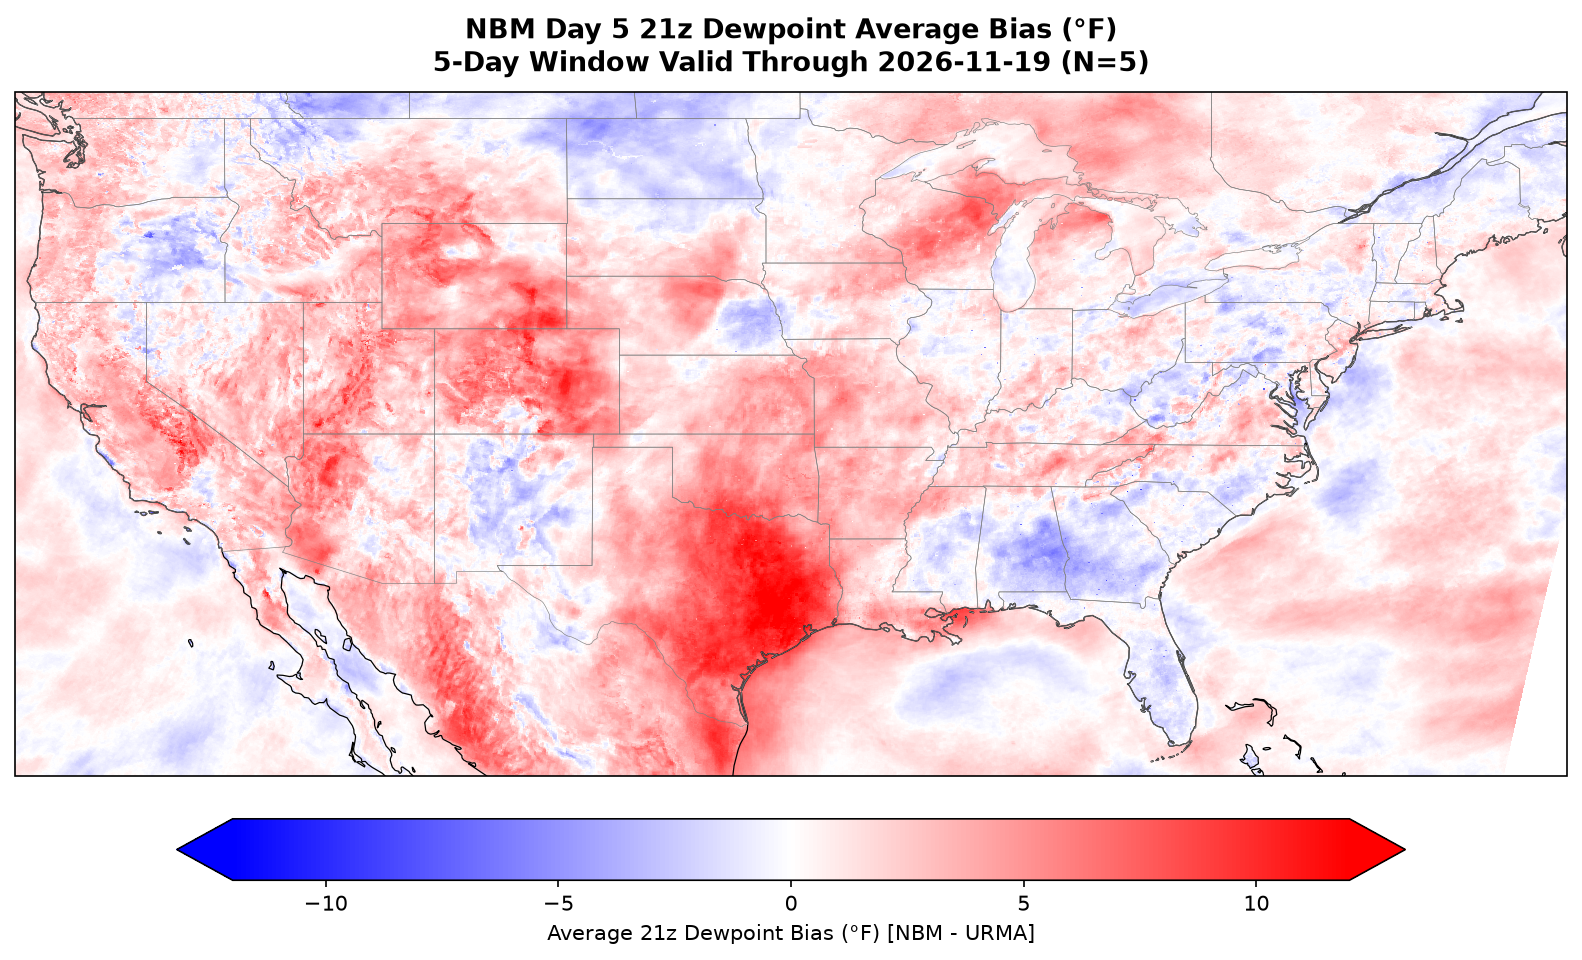 NBM Day 5 21z Dewpoint Average Bias (°F)
5-Day Window Valid Through 2026-11-19 (N=5)
−10 −5 0 5 10
Average 21z Dewpoint Bias (°F) [NBM - URMA]